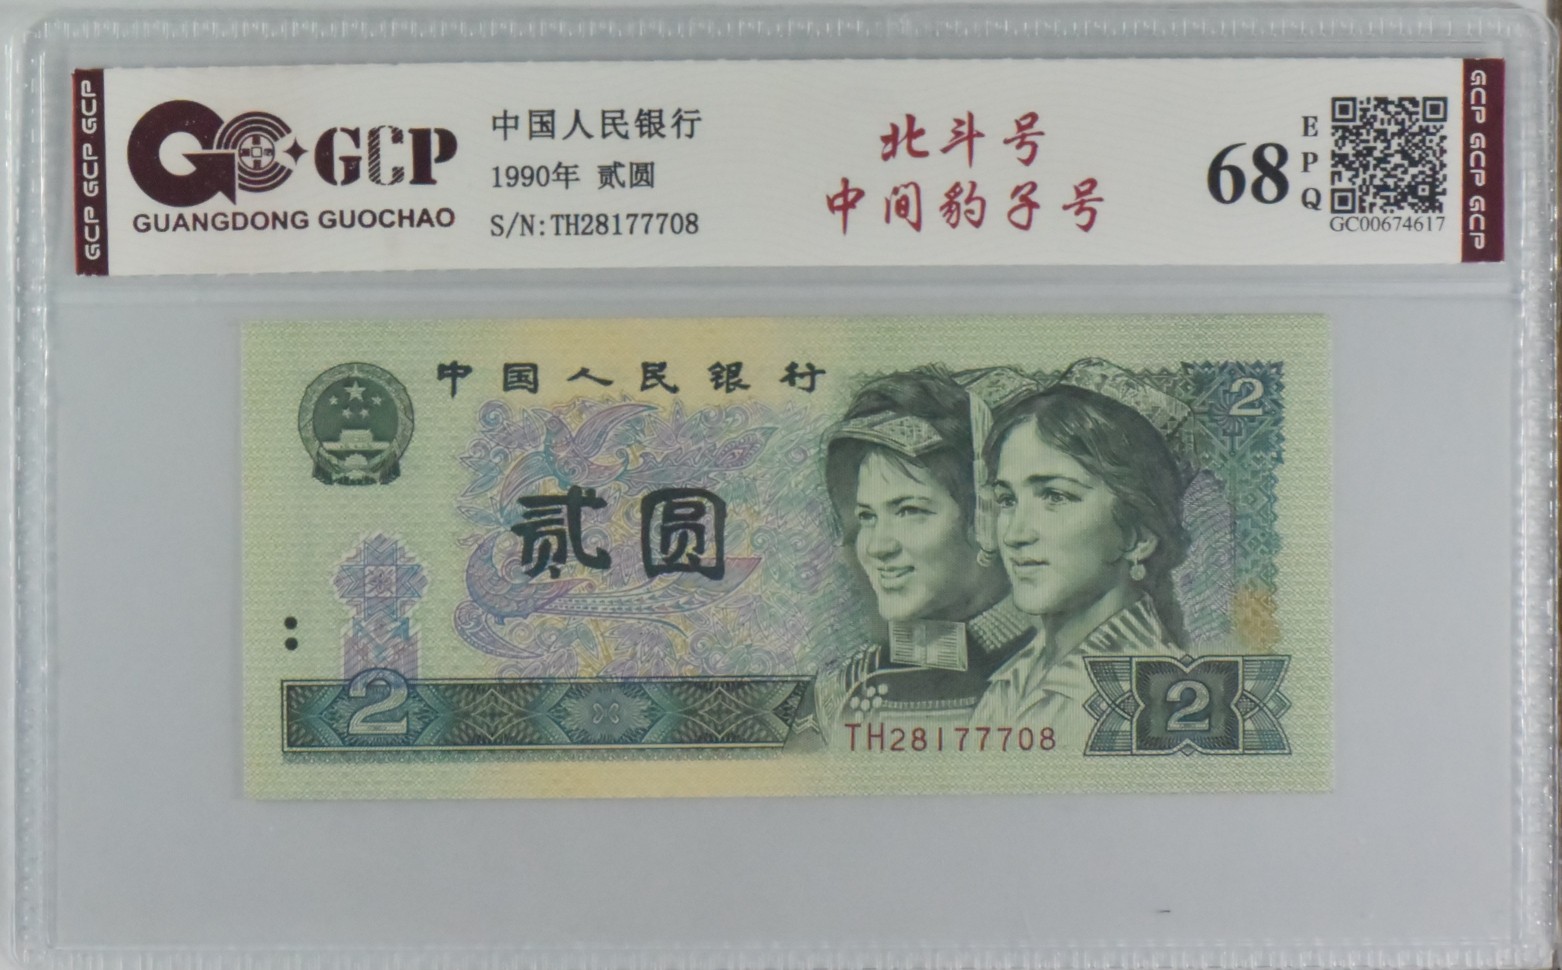 GCP GCP GCP
GCP
GUANGDONG GUOCHAO
中国人民银行
1990年 贰圆
S/N:TH28177708
北斗号
中间豹子号
68
EPQ
GC00674617
GCP GCP GCP
中国人民银行
2
贰圆
2
TH28177708
2